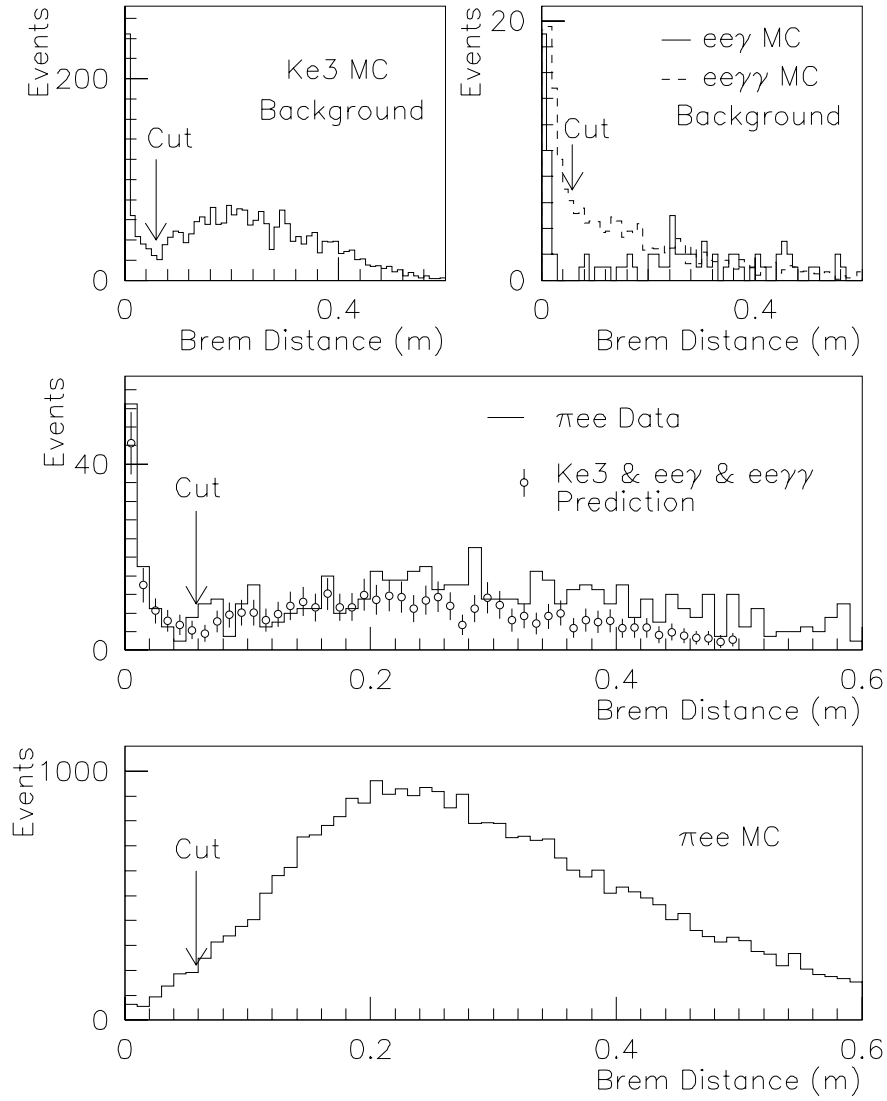 Events
200
0
Ke3 MC
Background
Cut
0
0.4
Brem Distance (m)
Events
20
0
eeγ MC
eeγγ MC
Background
Cut
0
0.4
Brem Distance (m)
Events
40
0
πee Data
Ke3 & eeγ & eeγγ
Prediction
Cut
0
0.2
0.4
0.6
Brem Distance (m)
Events
1000
0
πee MC
Cut
0
0.2
0.4
0.6
Brem Distance (m)